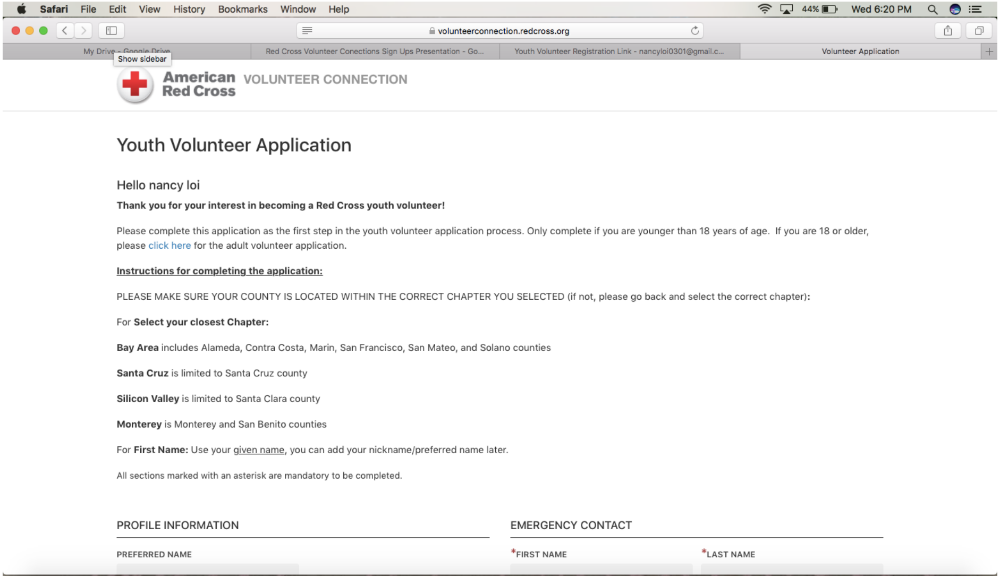 Safari File Edit View History Bookmarks Window Help 44% Wed 6:20 PM
volunteerconnection.redcross.org
My Drive - Google Drive Red Cross Volunteer Conections Sign Ups Presentation - Go... Youth Volunteer Registration Link - nancyloi0301@gmail.c... Volunteer Application
Show sidebar
American Red Cross VOLUNTEER CONNECTION
Youth Volunteer Application
Hello nancy loi
Thank you for your interest in becoming a Red Cross youth volunteer!
Please complete this application as the first step in the youth volunteer application process. Only complete if you are younger than 18 years of age. If you are 18 or older,
please click here for the adult volunteer application.
Instructions for completing the application:
PLEASE MAKE SURE YOUR COUNTY IS LOCATED WITHIN THE CORRECT CHAPTER YOU SELECTED (if not, please go back and select the correct chapter):
For Select your closest Chapter:
Bay Area includes Alameda, Contra Costa, Marin, San Francisco, San Mateo, and Solano counties
Santa Cruz is limited to Santa Cruz county
Silicon Valley is limited to Santa Clara county
Monterey is Monterey and San Benito counties
For First Name: Use your given name, you can add your nickname/preferred name later.
All sections marked with an asterisk are mandatory to be completed.
PROFILE INFORMATION EMERGENCY CONTACT
PREFERRED NAME *FIRST NAME *LAST NAME